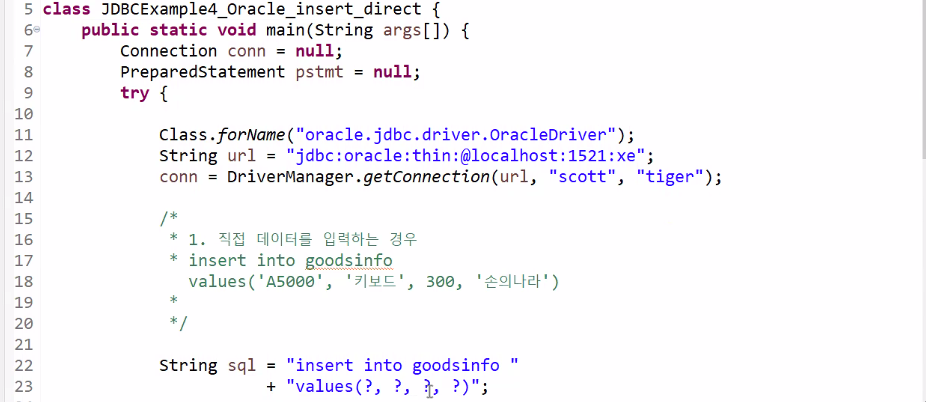 5 class JDBCExample4_Oracle_insert_direct {
6 public static void main(String args[]) {
7 Connection conn = null;
8 PreparedStatement pstmt = null;
9 try {
10
11 Class.forName("oracle.jdbc.driver.OracleDriver");
12 String url = "jdbc:oracle:thin:@localhost:1521:xe";
13 conn = DriverManager.getConnection(url, "scott", "tiger");
14
15 /*
16 * 1. 직접 데이터를 입력하는 경우
17 * insert into goodsinfo
18 values('A5000', '키보드', 300, '손의나라')
19 *
20 */
21
22 String sql = "insert into goodsinfo "
23 + "values(?, ?, ?, ?)";